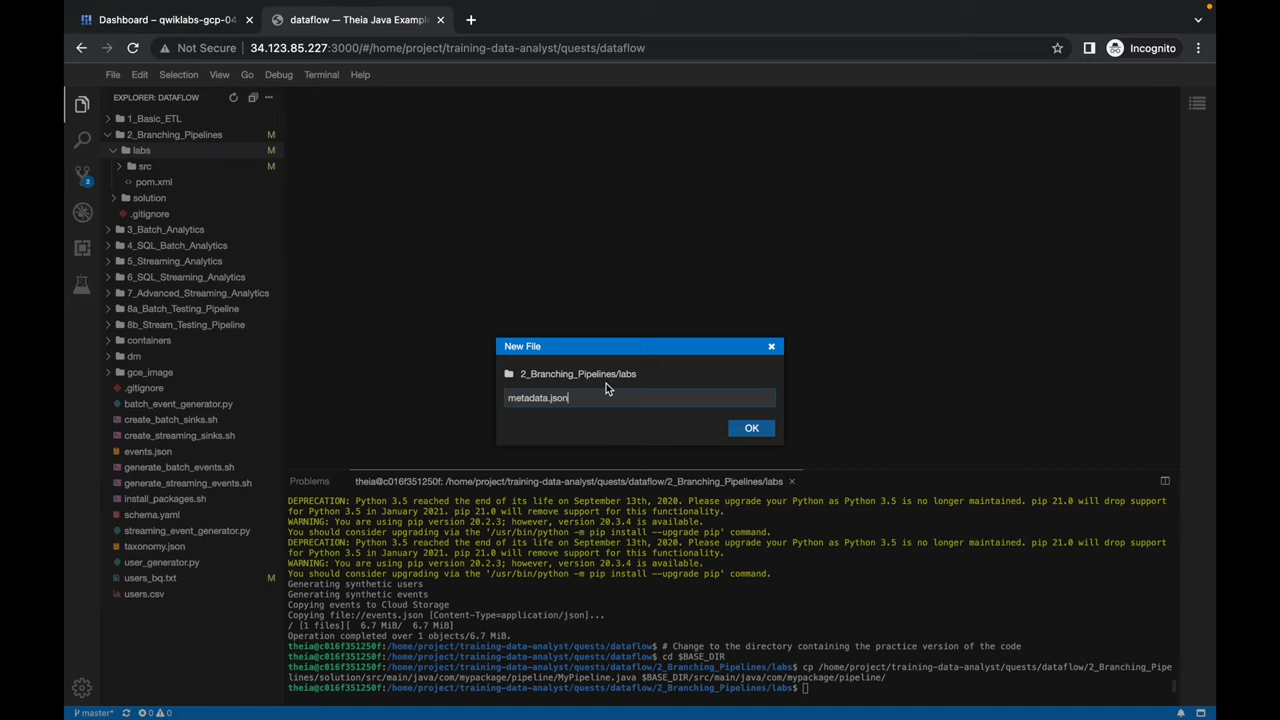 Dashboard – qwiklabs-gcp-04
dataflow — Theia Java Example
Not Secure
34.123.85.227:3000/#/home/project/training-data-analyst/quests/dataflow
Incognito
File Edit Selection View Go Debug Terminal Help
EXPLORER: DATAFLOW
1_Basic_ETL
2_Branching_Pipelines M
labs M
src M
pom.xml
solution
.gitignore
3_Batch_Analytics
4_SQL_Batch_Analytics
5_Streaming_Analytics
6_SQL_Streaming_Analytics
7_Advanced_Streaming_Analytics
8a_Batch_Testing_Pipeline
8b_Stream_Testing_Pipeline
containers
dm
gce_image
.gitignore
batch_event_generator.py
create_batch_sinks.sh
create_streaming_sinks.sh
events.json
generate_batch_events.sh
generate_streaming_events.sh
install_packages.sh
schema.yaml
streaming_event_generator.py
taxonomy.json
user_generator.py
users_bq.txt M
users.csv
2
New File
2_Branching_Pipelines/labs
metadata.json
OK
Problems
theia@c016f351250f: /home/project/training-data-analyst/quests/dataflow/2_Branching_Pipelines/labs
DEPRECATION: Python 3.5 reached the end of its life on September 13th, 2020. Please upgrade your Python as Python 3.5 is no longer maintained. pip 21.0 will drop support
for Python 3.5 in January 2021. pip 21.0 will remove support for this functionality.
WARNING: You are using pip version 20.2.3; however, version 20.3.4 is available.
You should consider upgrading via the '/usr/bin/python -m pip install --upgrade pip' command.
DEPRECATION: Python 3.5 reached the end of its life on September 13th, 2020. Please upgrade your Python as Python 3.5 is no longer maintained. pip 21.0 will drop support
for Python 3.5 in January 2021. pip 21.0 will remove support for this functionality.
WARNING: You are using pip version 20.2.3; however, version 20.3.4 is available.
You should consider upgrading via the '/usr/bin/python -m pip install --upgrade pip' command.
Generating synthetic users
Generating synthetic events
Copying events to Cloud Storage
Copying file://events.json [Content-Type=application/json]...
/ [1 files][ 6.7 MiB/ 6.7 MiB]
Operation completed over 1 objects/6.7 MiB.
theia@c016f351250f:/home/project/training-data-analyst/quests/dataflow$ # Change to the directory containing the practice version of the code
theia@c016f351250f:/home/project/training-data-analyst/quests/dataflow$ cd $BASE_DIR
theia@c016f351250f:/home/project/training-data-analyst/quests/dataflow/2_Branching_Pipelines/labs$ cp /home/project/training-data-analyst/quests/dataflow/2_Branching_Pipe
lines/solution/src/main/java/com/mypackage/pipeline/MyPipeline.java $BASE_DIR/src/main/java/com/mypackage/pipeline/
theia@c016f351250f:/home/project/training-data-analyst/quests/dataflow/2_Branching_Pipelines/labs$
master* 0 0